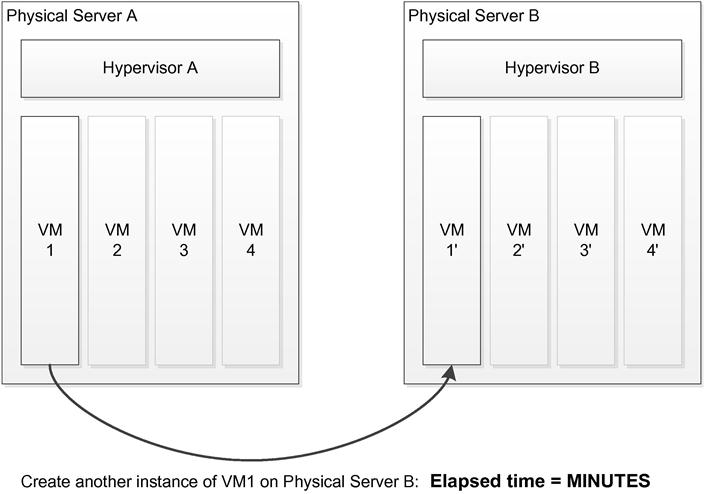 Physical Server A
Physical Server B
Hypervisor A
Hypervisor B
VM
1
VM
2
VM
3
VM
4
VM
1'
VM
2'
VM
3'
VM
4'
Create another instance of VM1 on Physical Server B: Elapsed time = MINUTES